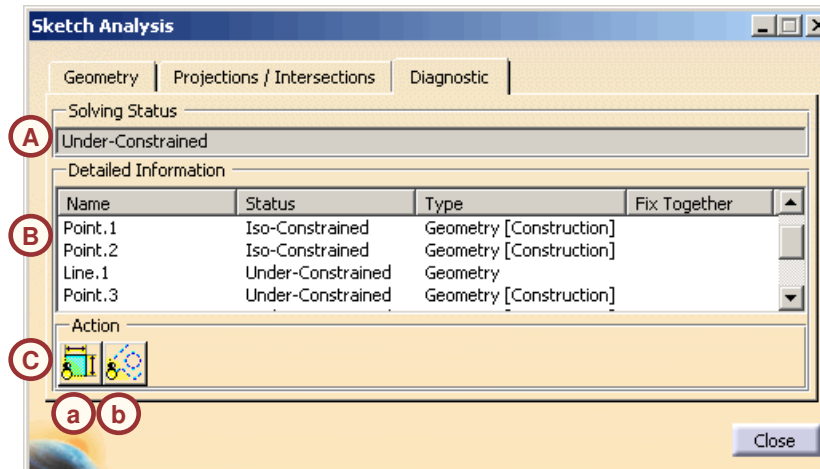 Sketch Analysis
Geometry Projections / Intersections Diagnostic
Solving Status
A Under-Constrained
Detailed Information
Name Status Type Fix Together
B Point.1 Iso-Constrained Geometry [Construction]
Point.2 Iso-Constrained Geometry [Construction]
Line.1 Under-Constrained Geometry
Point.3 Under-Constrained Geometry [Construction]
Action
C
a b
Close